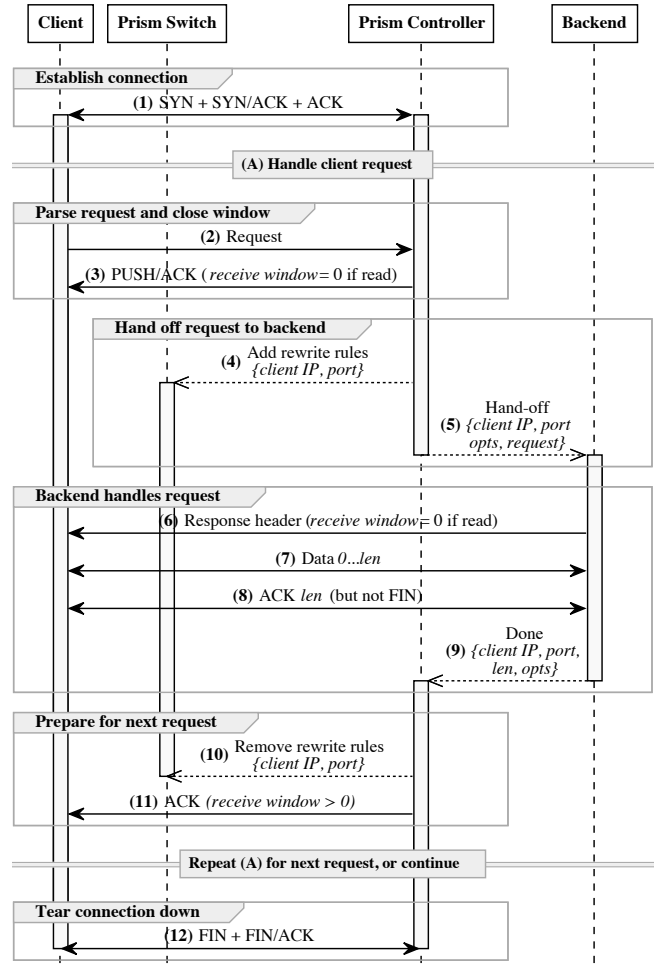 Client Prism Switch Prism Controller Backend
Establish connection
(1) SYN + SYN/ACK + ACK
(A) Handle client request
Parse request and close window
(2) Request
(3) PUSH/ACK (receive window = 0 if read)
Hand off request to backend
(4) Add rewrite rules
{client IP, port}
Hand-off
(5) {client IP, port
opts, request}
Backend handles request
(6) Response header (receive window = 0 if read)
(7) Data 0...len
(8) ACK len (but not FIN)
Done
(9) {client IP, port,
len, opts}
Prepare for next request
(10) Remove rewrite rules
{client IP, port}
(11) ACK (receive window > 0)
Repeat (A) for next request, or continue
Tear connection down
(12) FIN + FIN/ACK